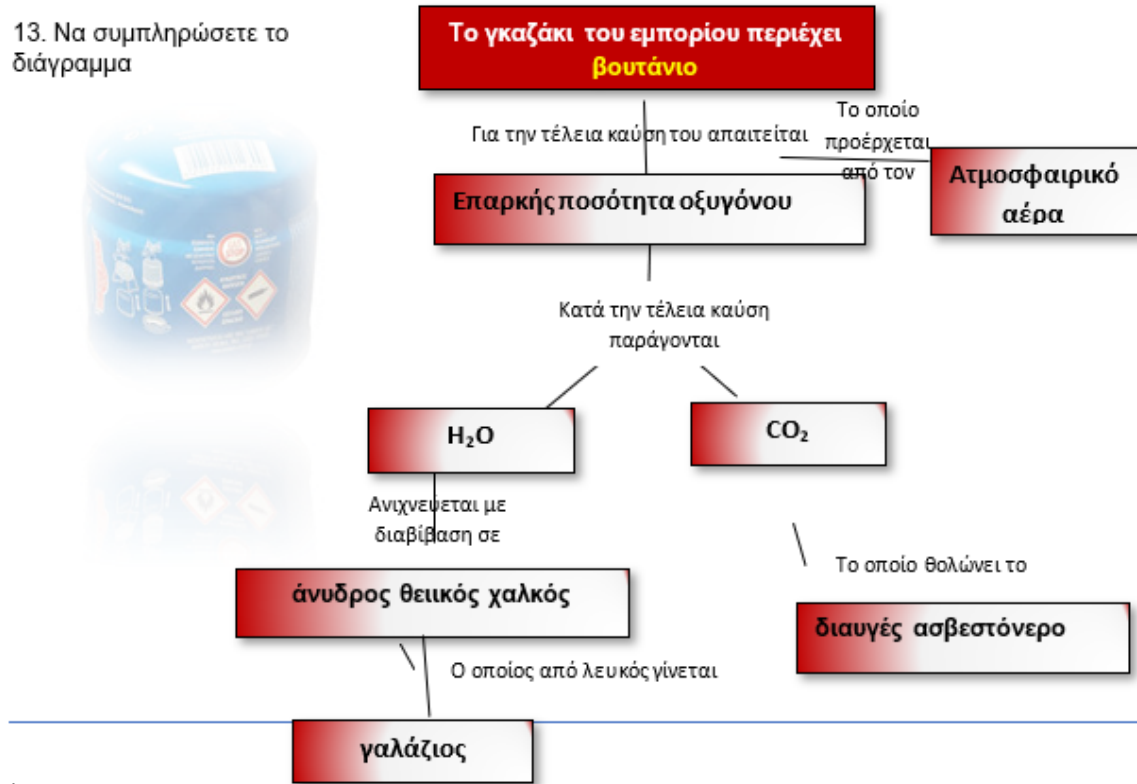 13. Να συμπληρώσετε το
διάγραμμα
Το γκαζάκι του εμπορίου περιέχει
βουτάνιο
Για την τέλεια καύση του απαιτείται
Το οποίο
προέρχεται
από τον
Ατμοσφαιρικό
αέρα
Επαρκής ποσότητα οξυγόνου
Κατά την τέλεια καύση
παράγονται
H₂O
CO₂
Ανιχνεύεται με
διαβίβαση σε
Το οποίο θολώνει το
άνυδρος θειικός χαλκός
διαυγές ασβεστόνερο
Ο οποίος από λευκός γίνεται
γαλάζιος